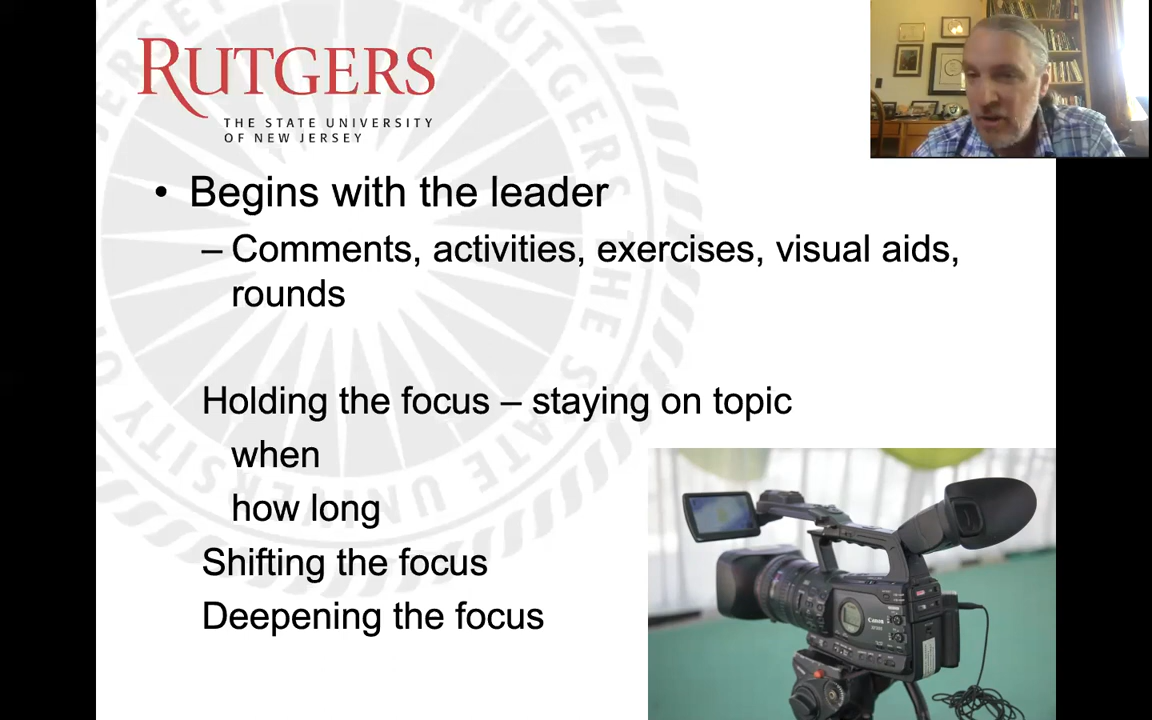 RUTGERS
THE STATE UNIVERSITY
OF NEW JERSEY
• Begins with the leader
– Comments, activities, exercises, visual aids,
rounds
Holding the focus – staying on topic
when
how long
Shifting the focus
Deepening the focus
Canon